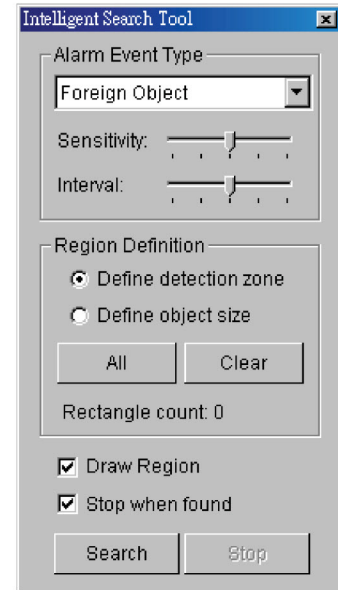 Intelligent Search Tool
Alarm Event Type
Foreign Object
Sensitivity:
Interval:
Region Definition
Define detection zone
Define object size
All Clear
Rectangle count: 0
Draw Region
Stop when found
Search Stop